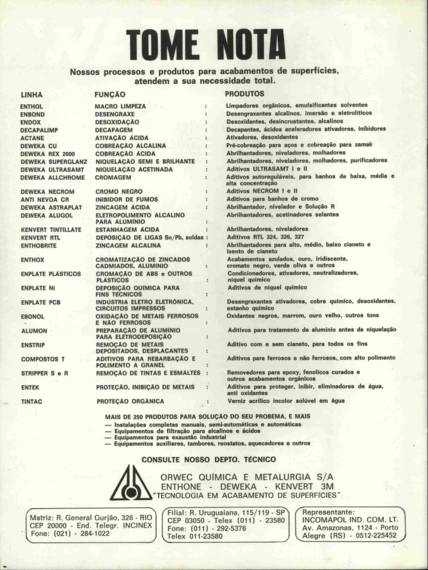 TOME NOTA
Nossos processos e produtos para acabamentos de superfícies,
atendem a sua necessidade total.
LINHA FUNÇÃO PRODUTOS
ENTHOL MACRO LIMPEZA : Limpadores orgânicos, emulsificantes solventes
ENBOND DESENGRAXE : Desengraxantes alcalinos, imersão e eletrolíticos
ENDOX DESOXIDAÇÃO : Desoxidantes, desincrustantes, alcalinos
DECAPALIMP DECAPAGEM : Decapantes, ácidos aceleradores ativadores, inibidores
ACTANE ATIVAÇÃO ÁCIDA : Ativadores, desoxidantes
DEWEKA CU COBREAÇÃO ALCALINA : Pré-cobreação para aços e cobreação para zamak
DEWEKA REX 2000 COBREAÇÃO ÁCIDA : Abrilhantadores, niveladores, molhadores
DEWEKA SUPERGLANZ NIQUELAÇÃO SEMI E BRILHANTE : Abrilhantadores, niveladores, molhadores, purificadores
DEWEKA ULTRASAMT NIQUELAÇÃO ACETINADA : Aditivos ULTRASAMT I e II
DEWEKA ALLCHROME CROMAGEM : Aditivos autoreguláveis, para banhos de baixa, média e
alta concentração
DEWEKA NECROM CROMO NEGRO : Aditivos NECROM I e II
ANTI NEVOA CR INIBIDOR DE FUMOS : Aditivos para banho de cromo
DEWEKA ASTRAPLAT ZINCAGEM ÁCIDA : Abrilhantador, nivelador e Solução R
DEWEKA ALUGOL ELETROPOLIMENTO ALCALINO : Abrilhantadores, acetinadores selantes
PARA ALUMÍNIO
KENVERT TINTILLATE ESTANHAGEM ÁCIDA : Abrilhantadores, niveladores
KENVERT RTL DEPOSIÇÃO DE LIGAS Sn/Pb, soldas : Aditivos RTL 324, 326, 327
ENTHOBRITE ZINCAGEM ALCALINA : Abrilhantadores para alto, médio, baixo cianeto e
isento de cianeto
ENTHOX CROMATIZAÇÃO DE ZINCADOS : Acabamentos azulados, ouro, iridiscente,
CADMIADOS, ALUMÍNIO cromato negro, verde oliva e outros
ENPLATE PLÁSTICOS CROMAÇÃO DE ABS e OUTROS : Condicionadores, ativadores, neutralizadores,
PLÁSTICOS níquel químico
ENPLATE NI DEPOSIÇÃO QUÍMICA PARA : Aditivos de níquel químico
FINS TÉCNICOS
ENPLATE PCB INDÚSTRIA ELETRO ELETRÔNICA, : Desengraxantes ativadores, cobre químico, desoxidantes,
CIRCUITOS IMPRESSOS estanho químico
EBONOL OXIDAÇÃO DE METAIS FERROSOS : Oxidantes negros, marrom, ouro velho, outros tons
E NÃO FERROSOS
ALUMON PREPARAÇÃO DE ALUMÍNIO : Aditivos para tratamento de alumínio antes de niquelação
PARA ELETRODEPOSIÇÃO
ENSTRIP REMOÇÃO DE METAIS : Aditivo com e sem cianeto, para todos os fins
DEPOSITADOS, DESPLACANTES
COMPOSTOS T ADITIVOS PARA REBARBAÇÃO E : Aditivos para ferrosos e não ferrosos, com alto polimento
POLIMENTO A GRANEL
STRIPPER S e R REMOÇÃO DE TINTAS E ESMALTES : Removedores para epoxy, fenolicos curados e
outros acabamentos orgânicos
ENTEK PROTEÇÃO, INIBIÇÃO DE METAIS : Aditivos para proteger, inibir, eliminadores de água,
anti oxidantes
TINTAÇ PROTEÇÃO ORGÂNICA : Verniz acrílico incolor solúvel em água
MAIS DE 250 PRODUTOS PARA SOLUÇÃO DO SEU PROBEMA, E MAIS
— Instalações completas manuais, semi-automáticas e automáticas
— Equipamentos de filtração para alcalinos e ácidos
— Equipamentos para exaustão industrial
— Equipamentos auxiliares, tambores, reostatos, aquecedores e outros
CONSULTE NOSSO DEPTO. TÉCNICO
ORWEC QUÍMICA E METALURGIA S/A
ENTHONE - DEWEKA - KENVERT 3M
"TECNOLOGIA EM ACABAMENTO DE SUPERFÍCIES"
Matriz: R. General Gurjão, 326 - RIO
CEP 20000 - End. Telegr. INCINEX
Fone: (021) - 284-1022
Filial: R. Uruguaiana, 115/119 - SP
CEP 03050 - Telex (011) - 23580
Fone: (011) - 292-5376
Telex 011-23580
Representante:
INCOMAPOL IND. COM. LT-
Av. Amazonas, 1124 - Porto
Alegre (RS) - 0512-225452